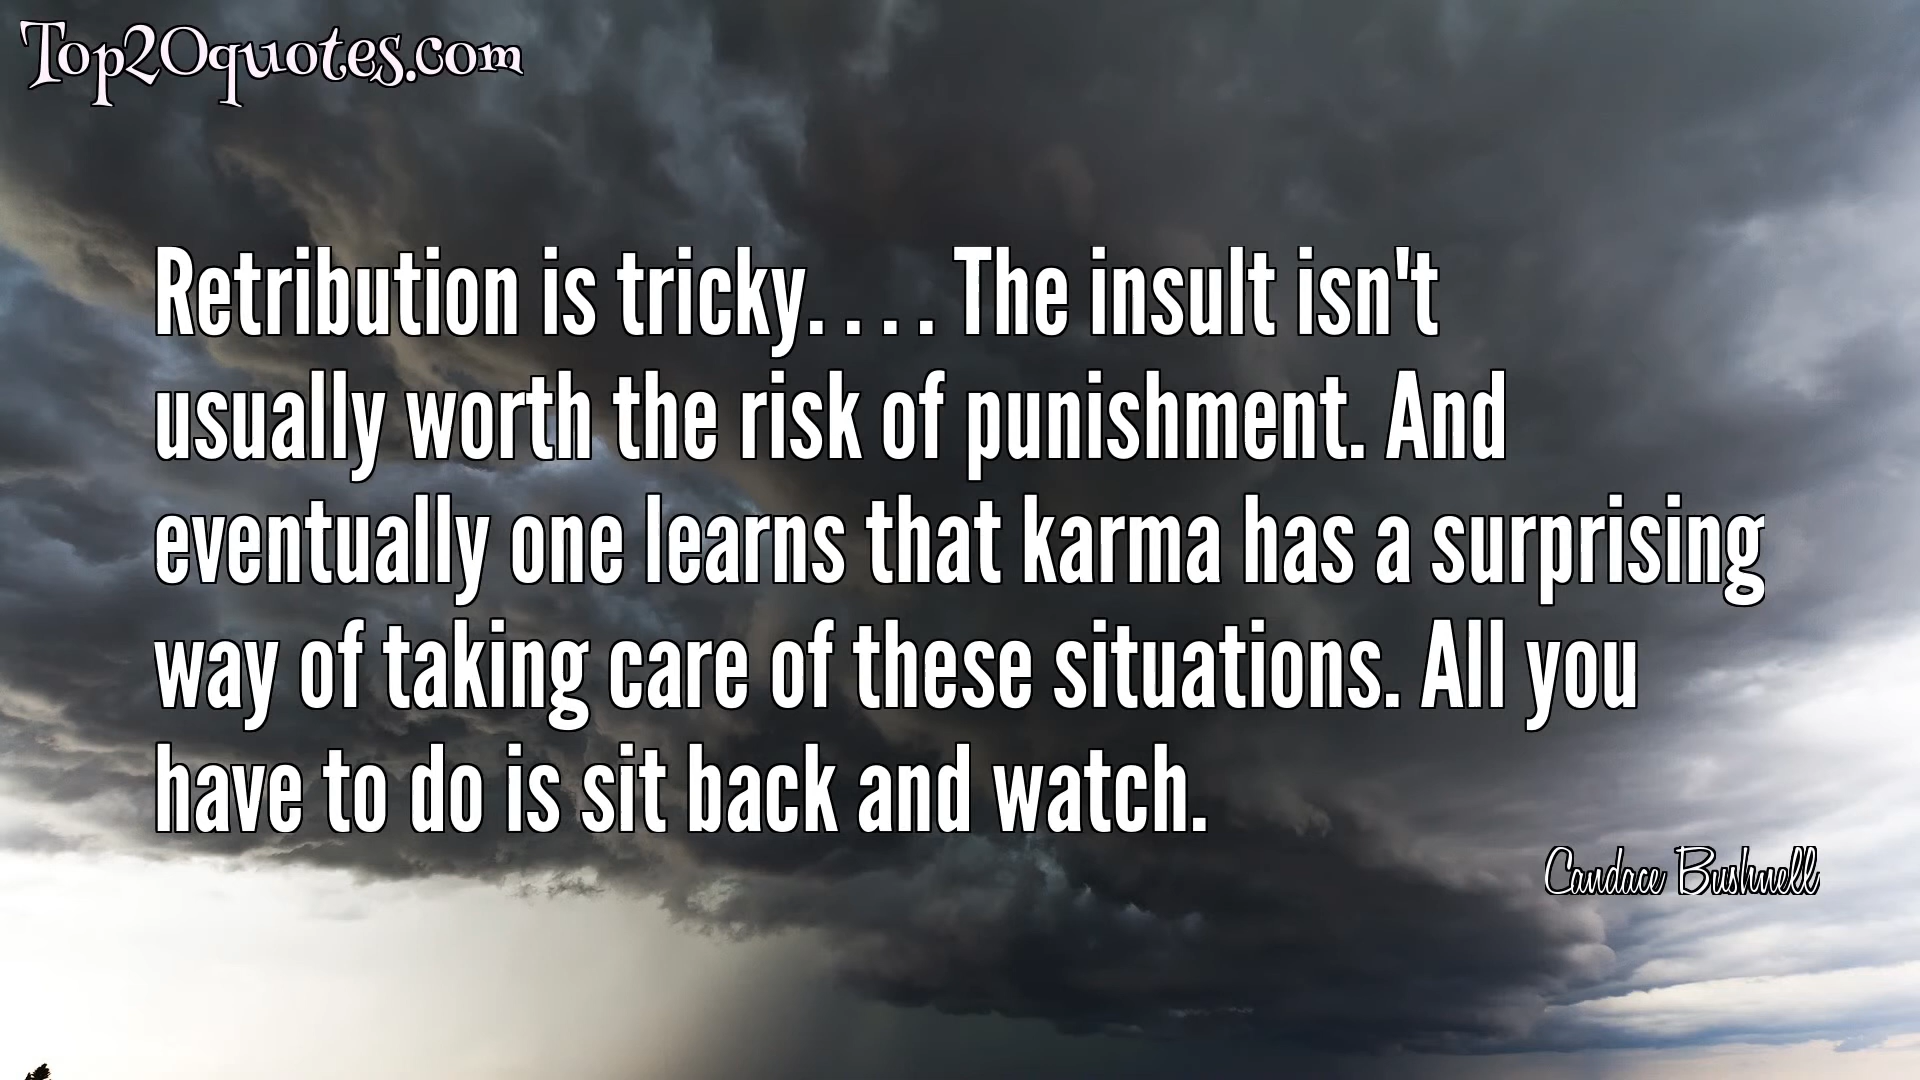 Top20quotes.com
Retribution is tricky. . . . The insult isn't
usually worth the risk of punishment. And
eventually one learns that karma has a surprising
way of taking care of these situations. All you
have to do is sit back and watch.
Candace Bushnell